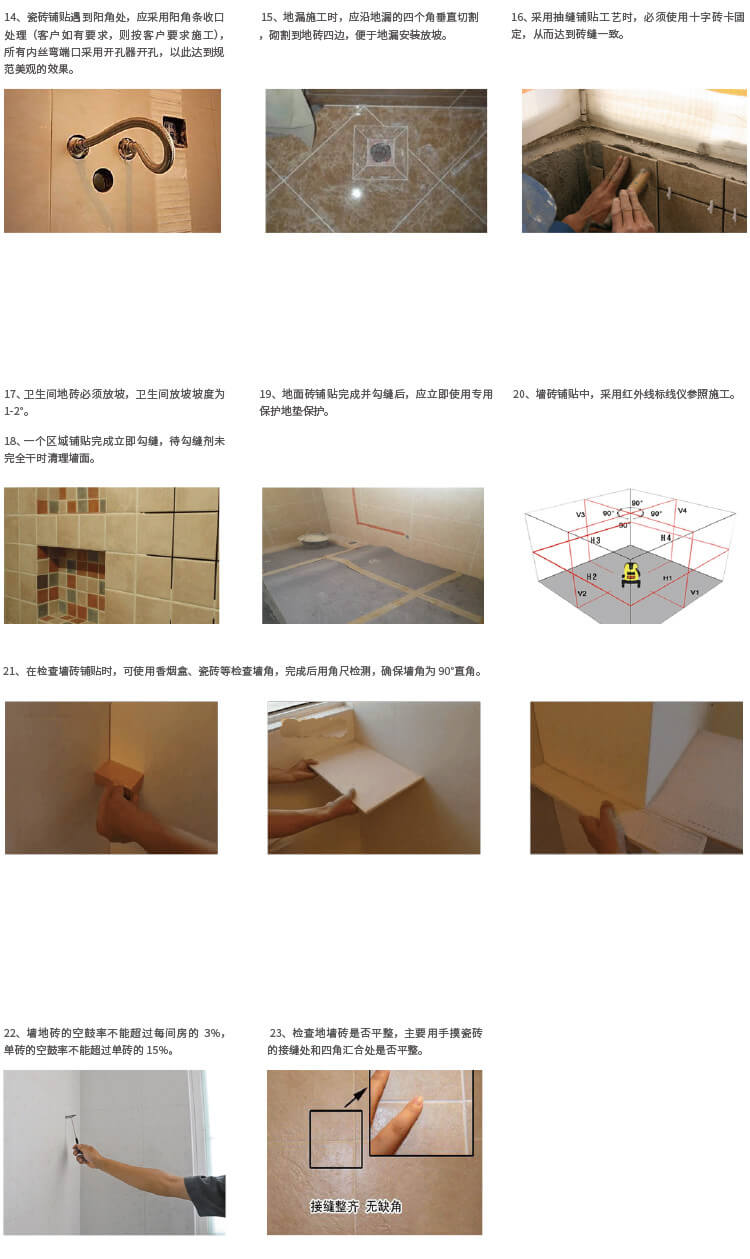 14、瓷砖铺贴遇到阳角处，应采用阳角条收口
处理（客户如有要求，则按客户要求施工），
所有内丝弯端口采用开孔器开孔，以此达到规
范美观的效果。
15、地漏施工时，应沿地漏的四个角垂直切割
，砌割到地砖四边，便于地漏安装放坡。
16、采用抽缝铺贴工艺时，必须使用十字砖卡固
定，从而达到砖缝一致。
17、卫生间地砖必须放坡，卫生间放坡坡度为
1-2°。
18、一个区域铺贴完成立即勾缝，待勾缝剂未
完全干时清理墙面。
19、地面砖铺贴完成并勾缝后，应立即使用专用
保护地垫保护。
20、墙砖铺贴中，采用红外线标线仪参照施工。
90°
V3
90°
90°
V4
90°
H3
H4
H2
H1
V2
V1
21、在检查墙砖铺贴时，可使用香烟盒、瓷砖等检查墙角，完成后用角尺检测，确保墙角为 90°直角。
22、墙地砖的空鼓率不能超过每间房的 3%，
单砖的空鼓率不能超过单砖的 15%。
23、检查地墙砖是否平整，主要用手摸瓷砖
的接缝处和四角汇合处是否平整。
接缝整齐 无缺角